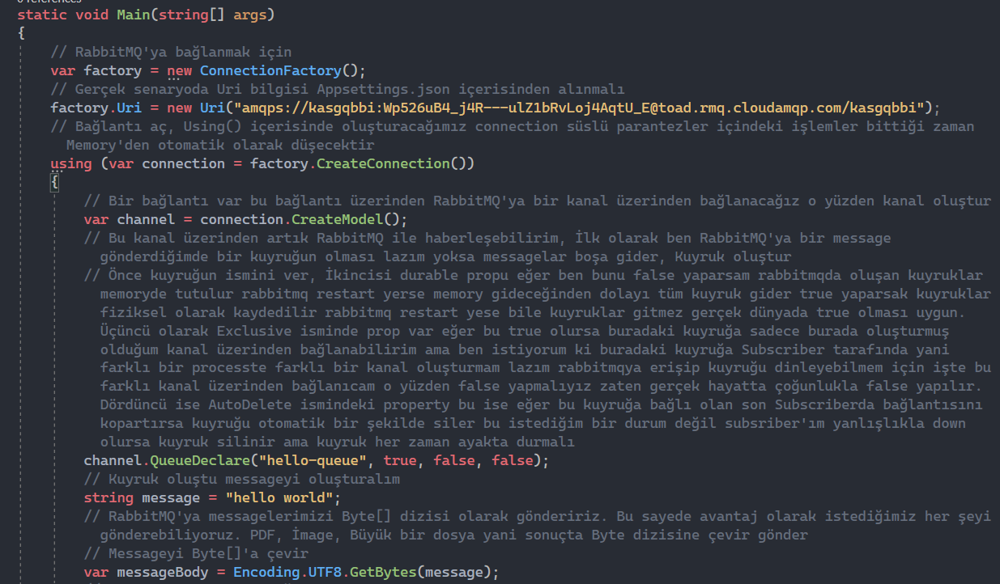 0 references
static void Main(string[] args)
{
// RabbitMQ'ya bağlanmak için
var factory = new ConnectionFactory();
// Gerçek senaryoda Uri bilgisi Appsettings.json içerisinden alınmalı
factory.Uri = new Uri("amqps://kasgqbbi:Wp526uB4_j4R---ulZ1bRvLoj4AqtU_E@toad.rmq.cloudamqp.com/kasgqbbi");
// Bağlantı aç, Using() içerisinde oluşturacağımız connection süslü parantezler içindeki işlemler bittiği zaman
Memory'den otomatik olarak düşecektir
using (var connection = factory.CreateConnection())
{
// Bir bağlantı var bu bağlantı üzerinden RabbitMQ'ya bir kanal üzerinden bağlanacağız o yüzden kanal oluştur
var channel = connection.CreateModel();
// Bu kanal üzerinden artık RabbitMQ ile haberleşebilirim, İlk olarak ben RabbitMQ'ya bir message
gönderdiğimde bir kuyruğun olması lazım yoksa messagelar boşa gider, Kuyruk oluştur
// Önce kuyruğun ismini ver, İkincisi durable propu eğer ben bunu false yaparsam rabbitmqda oluşan kuyruklar
memoryde tutulur rabbitmq restart yerse memory gideceğinden dolayı tüm kuyruk gider true yaparsak kuyruklar
fiziksel olarak kaydedilir rabbitmq restart yese bile kuyruklar gitmez gerçek dünyada true olması uygun.
Üçüncü olarak Exclusive isminde prop var eğer bu true olursa buradaki kuyruğa sadece burada oluşturmuş
olduğum kanal üzerinden bağlanabilirim ama ben istiyorum ki buradaki kuyruğa Subscriber tarafında yani
farklı bir processte farklı bir kanal oluşturmam lazım rabbitmqya erişip kuyruğu dinleyebilmem için işte bu
farklı kanal üzerinden bağlanıcam o yüzden false yapmalıyız zaten gerçek hayatta çoğunlukla false yapılır.
Dördüncü ise AutoDelete ismindeki property bu ise eğer bu kuyruğa bağlı olan son Subscriberda bağlantısını
kopartırsa kuyruğu otomatik bir şekilde siler bu istediğim bir durum değil subsriber'ım yanlışlıkla down
olursa kuyruk silinir ama kuyruk her zaman ayakta durmalı
channel.QueueDeclare("hello-queue", true, false, false);
// Kuyruk oluştu messageyi oluşturalım
string message = "hello world";
// RabbitMQ'ya messagelerimizi Byte[] dizisi olarak göndeririz. Bu sayede avantaj olarak istediğimiz her şeyi
gönderebiliyoruz. PDF, İmage, Büyük bir dosya yani sonuçta Byte dizisine çevir gönder
// Messageyi Byte[]'a çevir
var messageBody = Encoding.UTF8.GetBytes(message);